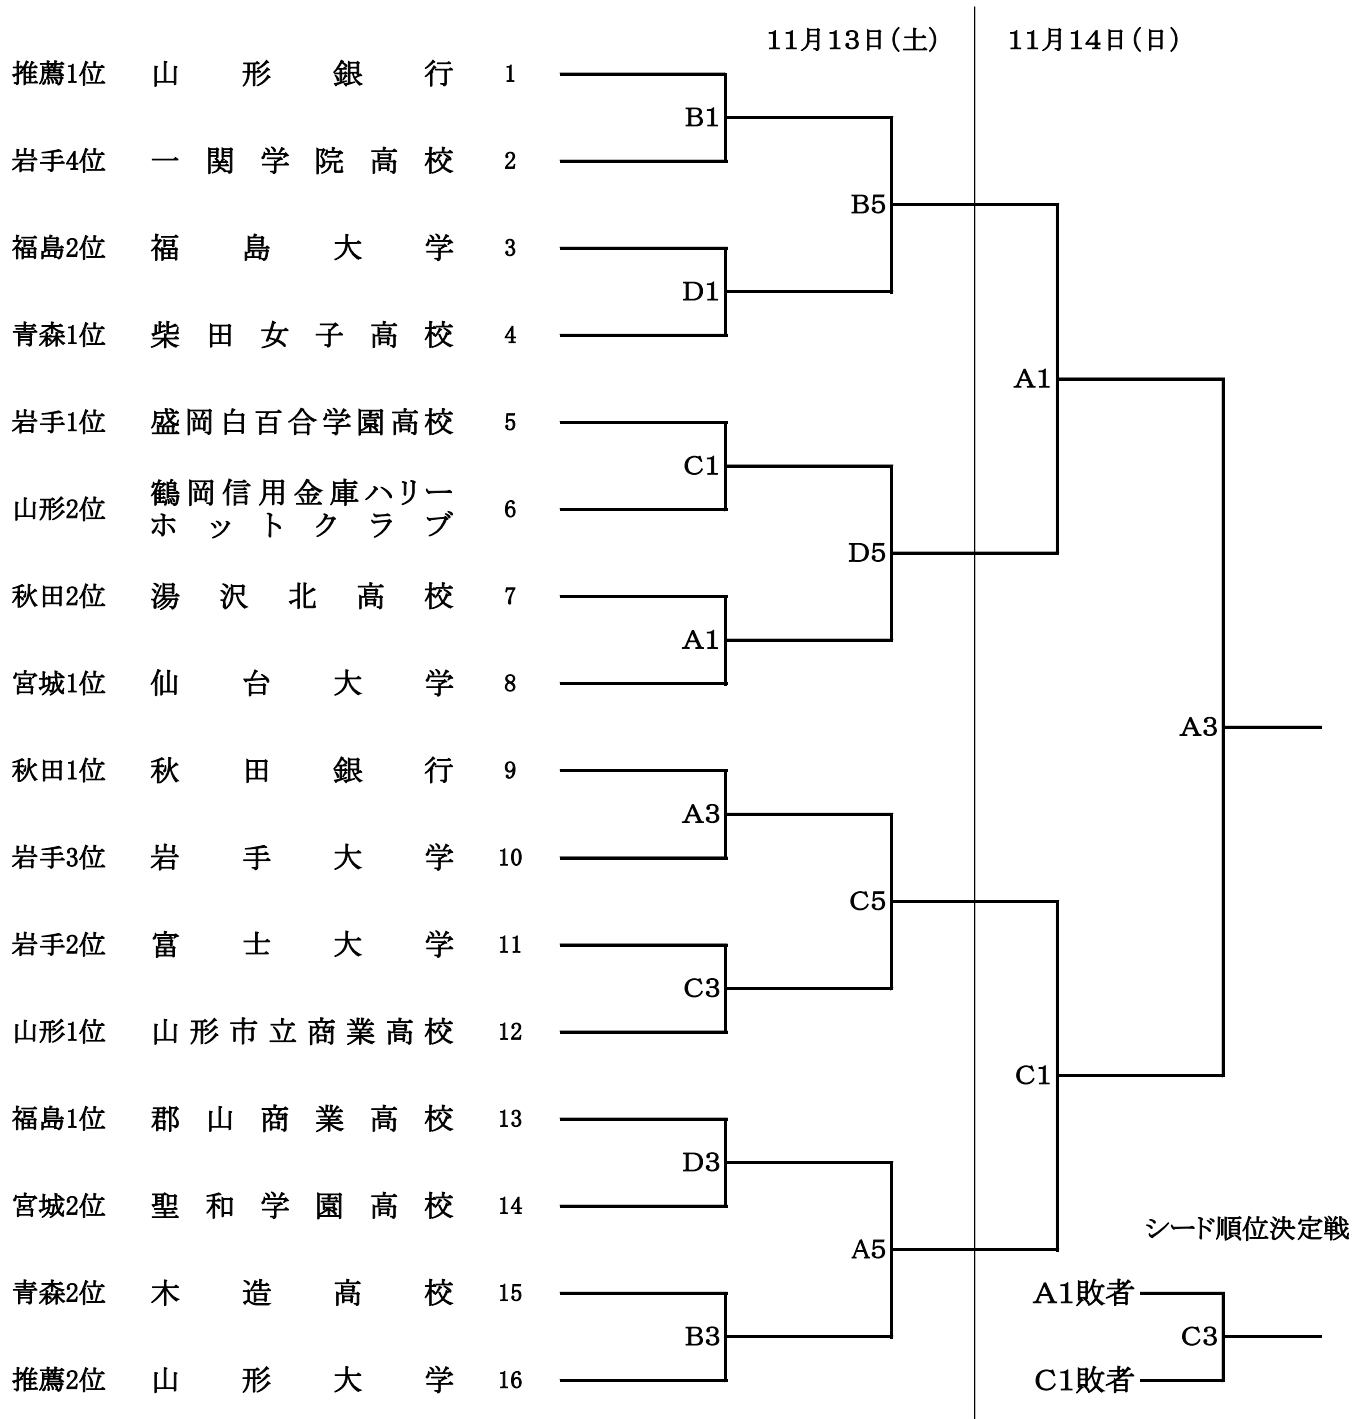 11月13日(土) 11月14日(日)
推薦1位 山形銀行 1
B1
岩手4位 一関学院高校 2
B5
福島2位 福島大学 3
D1
青森1位 柴田女子高校 4
A1
岩手1位 盛岡白百合学園高校 5
C1
山形2位 鶴岡信用金庫ハリー
ホットクラブ 6
D5
秋田2位 湯沢北高校 7
A1
宮城1位 仙台大学 8
A3
秋田1位 秋田銀行 9
A3
岩手3位 岩手大学 10
C5
岩手2位 富士大学 11
C3
山形1位 山形市立商業高校 12
C1
福島1位 郡山商業高校 13
D3
宮城2位 聖和学園高校 14
シード順位決定戦
A5
青森2位 木造高校 15 A1敗者
B3 C3
推薦2位 山形大学 16 C1敗者